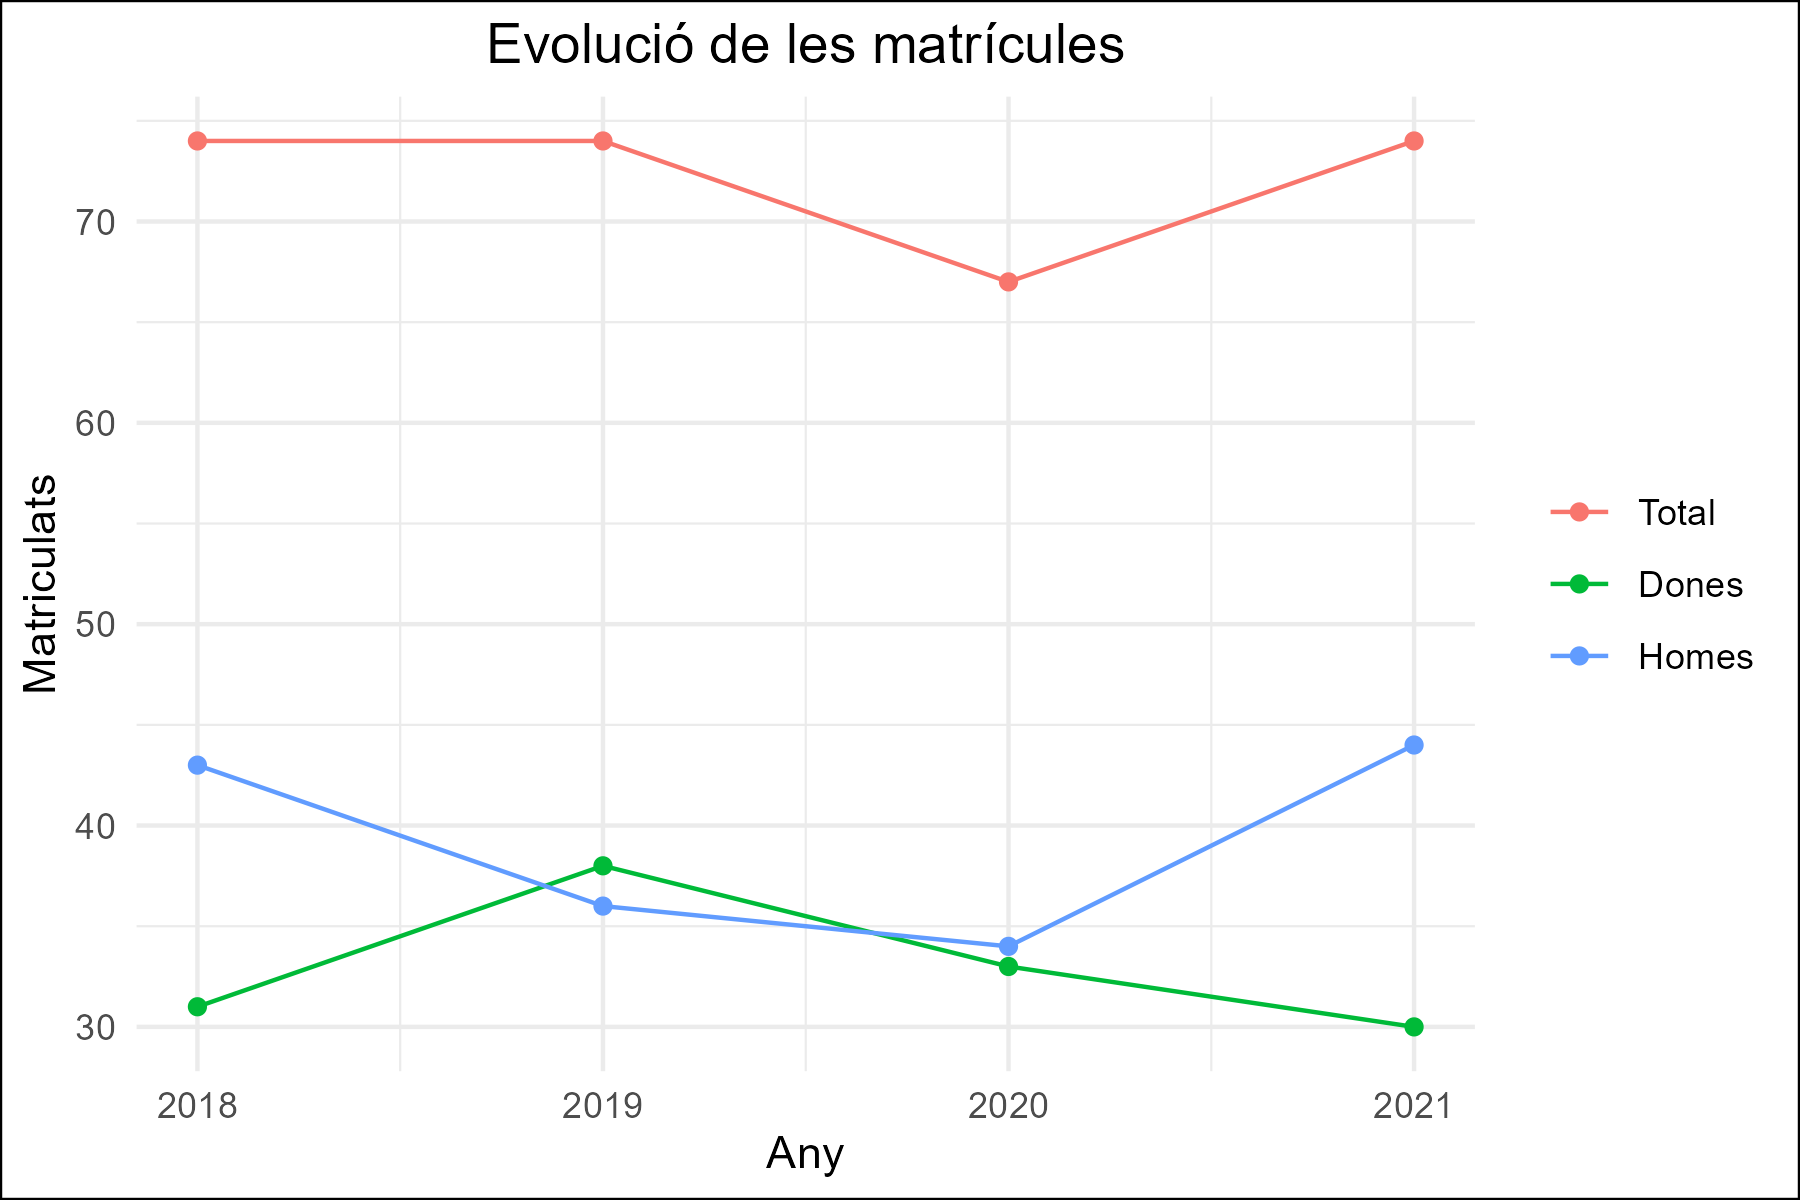 Evolució de les matrícules
Matriculats
70
60
50
40
30
2018 2019 2020 2021
Any
Total
Dones
Homes